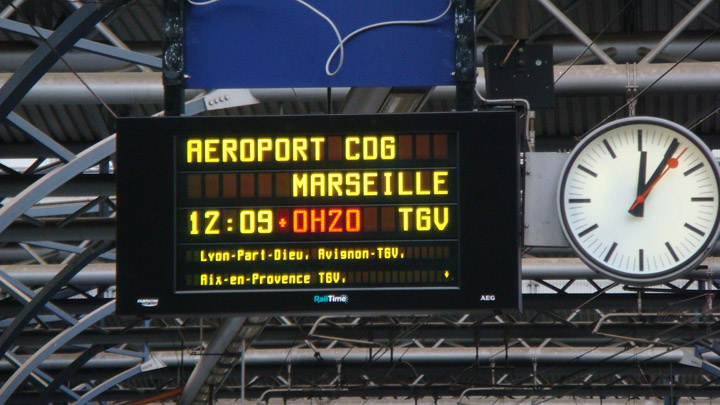 AEROPORT CDG
MARSEILLE
12:09+0H20 TGV
Lyon-Part-Dieu, Avignon-TGV,
Aix-en-Provence TGV,
RailTime
AEG